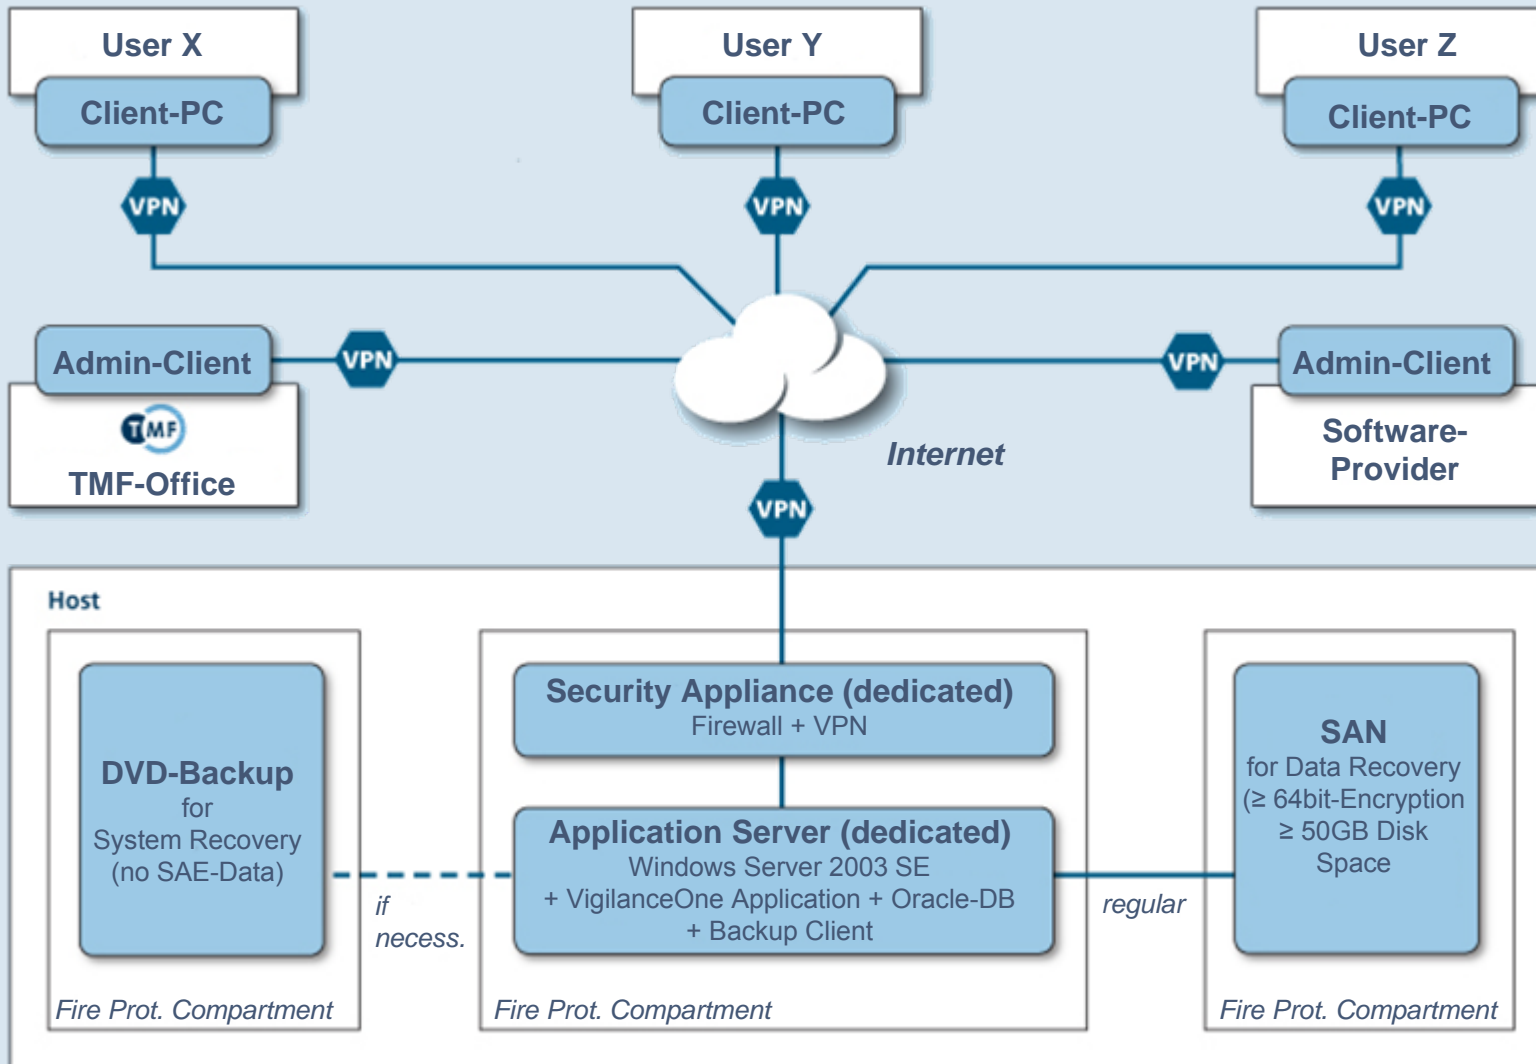 User X
User Y
User Z
Client-PC
Client-PC
Client-PC
VPN
VPN
VPN
Admin-Client
VPN
VPN
Admin-Client
TMF
TMF-Office
Internet
Software-
Provider
VPN
Host
DVD-Backup
for
System Recovery
(no SAE-Data)
Fire Prot. Compartment
if
necess.
Security Appliance (dedicated)
Firewall + VPN
Application Server (dedicated)
Windows Server 2003 SE
+ VigilanceOne Application + Oracle-DB
+ Backup Client
Fire Prot. Compartment
regular
SAN
for Data Recovery
(≥ 64bit-Encryption
≥ 50GB Disk
Space
Fire Prot. Compartment